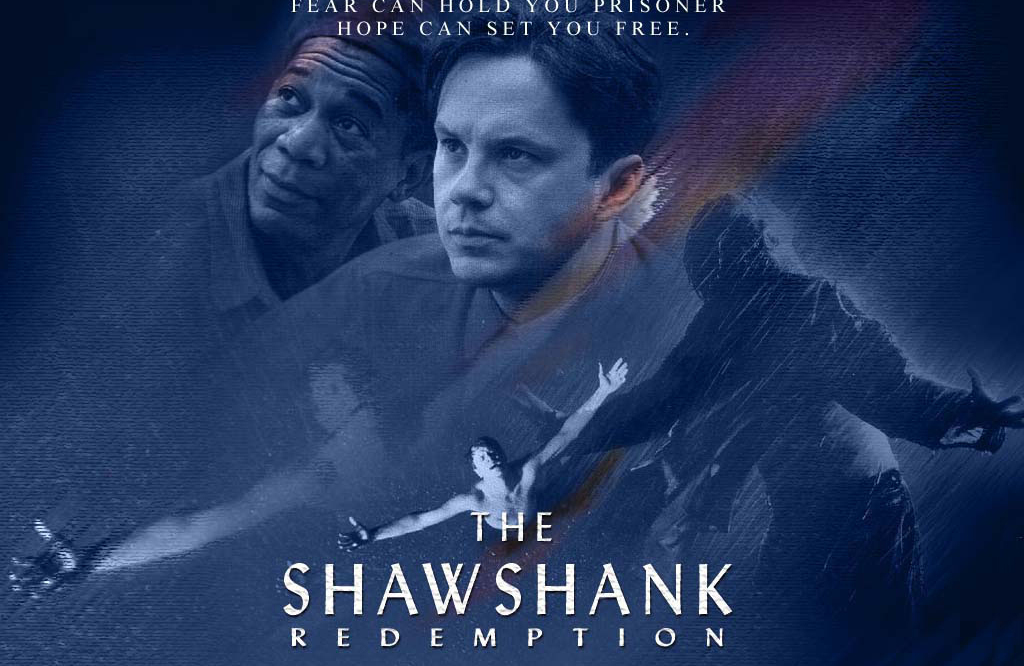 FEAR CAN HOLD YOU PRISONER
HOPE CAN SET YOU FREE.
THE
SHAWSHANK
REDEMPTION